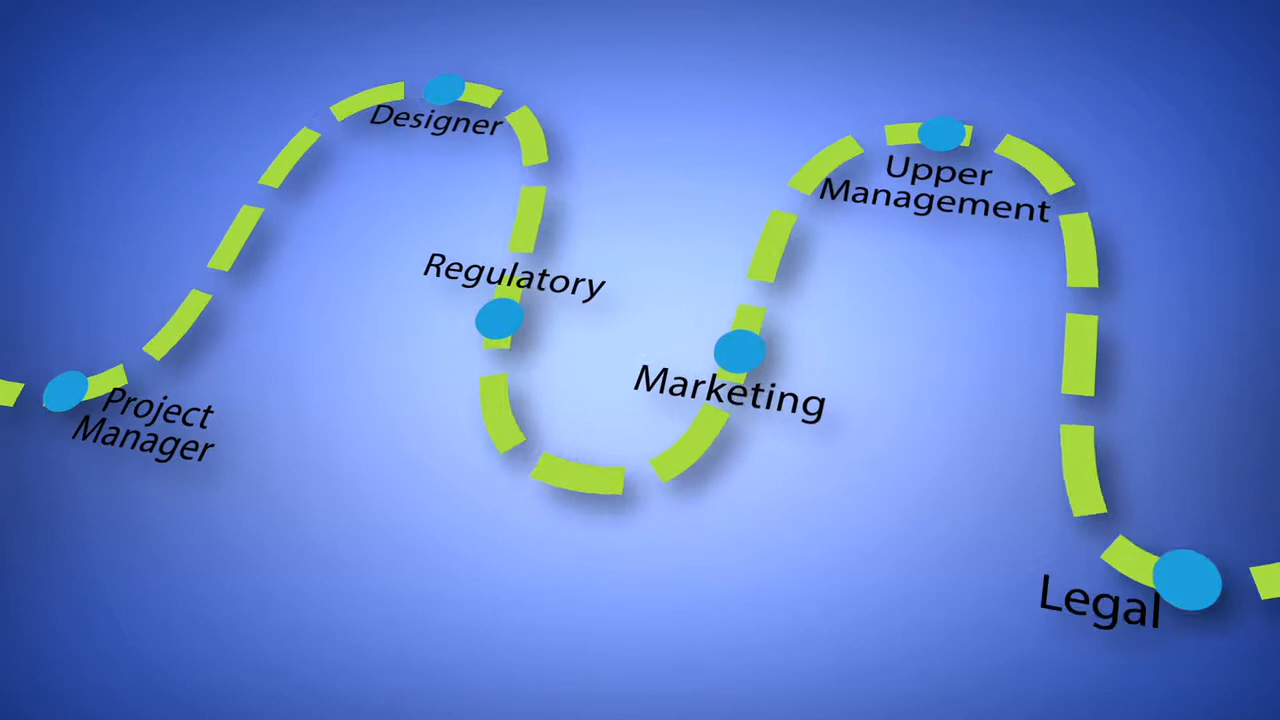 Project
Manager
Designer
Regulatory
Marketing
Upper
Management
Legal